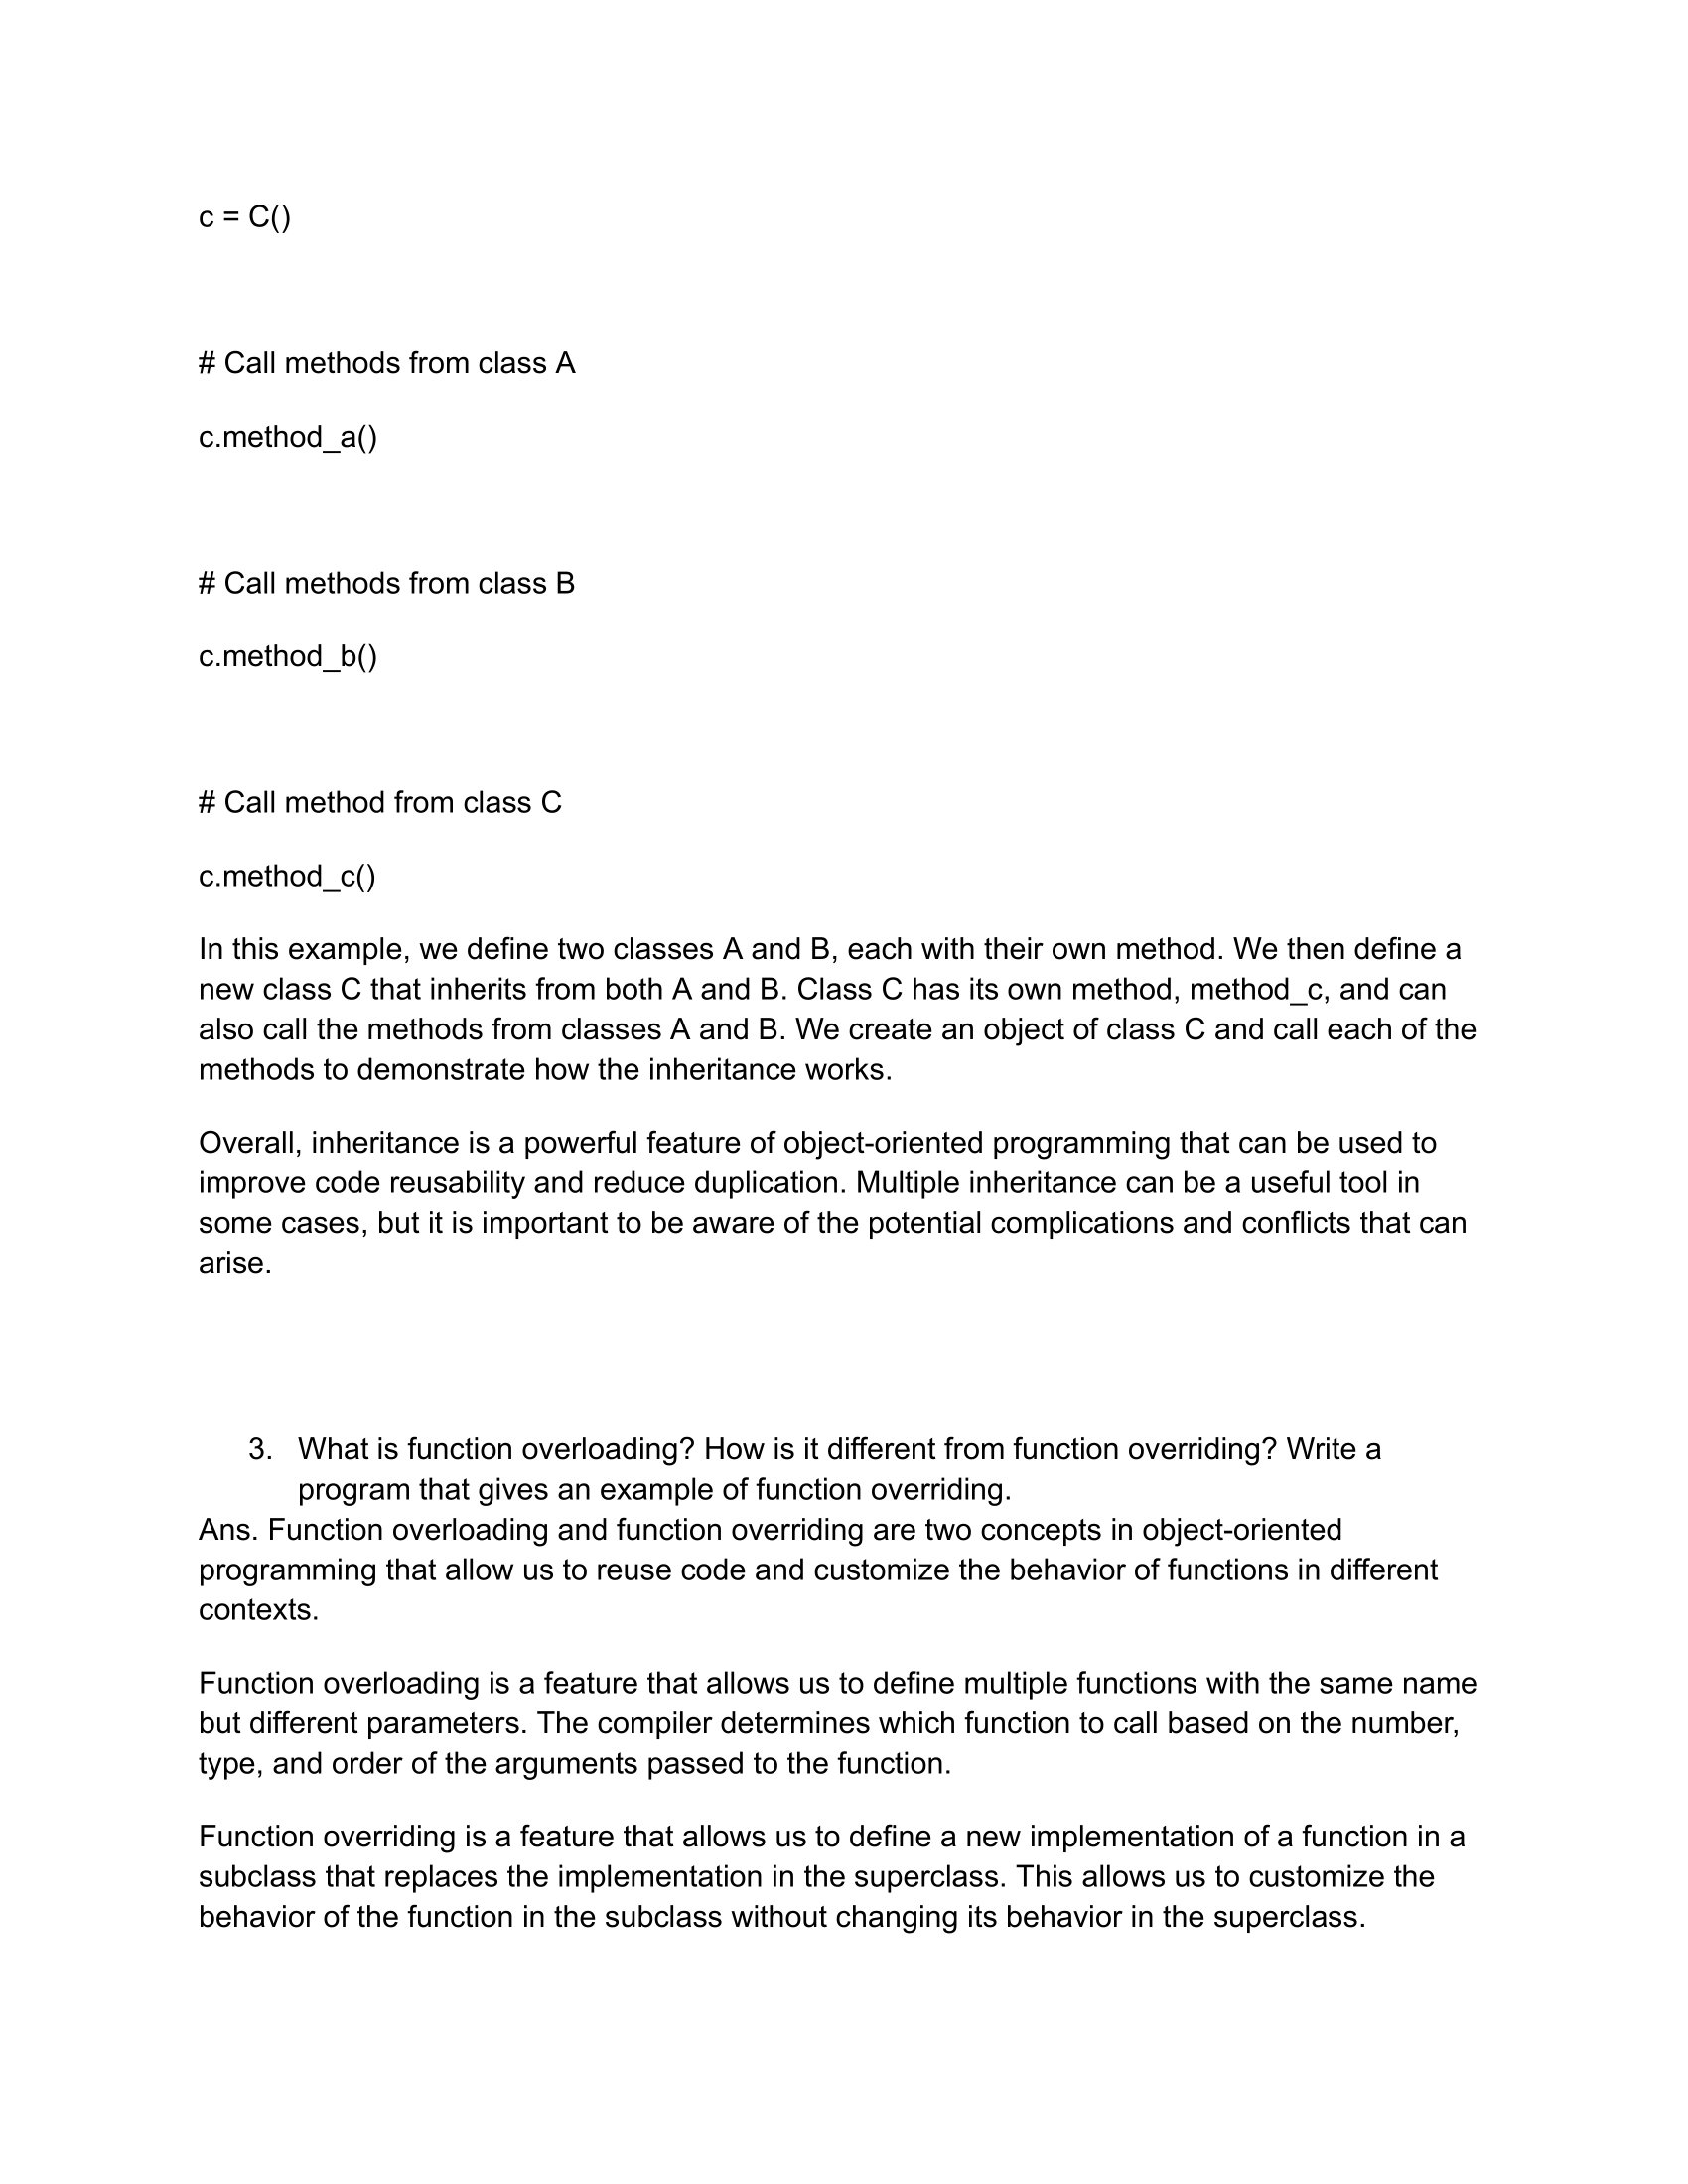 c = C()
# Call methods from class A
c.method_a()
# Call methods from class B
c.method_b()
# Call method from class C
c.method_c()
In this example, we define two classes A and B, each with their own method. We then define a
new class C that inherits from both A and B. Class C has its own method, method_c, and can
also call the methods from classes A and B. We create an object of class C and call each of the
methods to demonstrate how the inheritance works.
Overall, inheritance is a powerful feature of object-oriented programming that can be used to
improve code reusability and reduce duplication. Multiple inheritance can be a useful tool in
some cases, but it is important to be aware of the potential complications and conflicts that can
arise.
3. What is function overloading? How is it different from function overriding? Write a
program that gives an example of function overriding.
Ans. Function overloading and function overriding are two concepts in object-oriented
programming that allow us to reuse code and customize the behavior of functions in different
contexts.
Function overloading is a feature that allows us to define multiple functions with the same name
but different parameters. The compiler determines which function to call based on the number,
type, and order of the arguments passed to the function.
Function overriding is a feature that allows us to define a new implementation of a function in a
subclass that replaces the implementation in the superclass. This allows us to customize the
behavior of the function in the subclass without changing its behavior in the superclass.